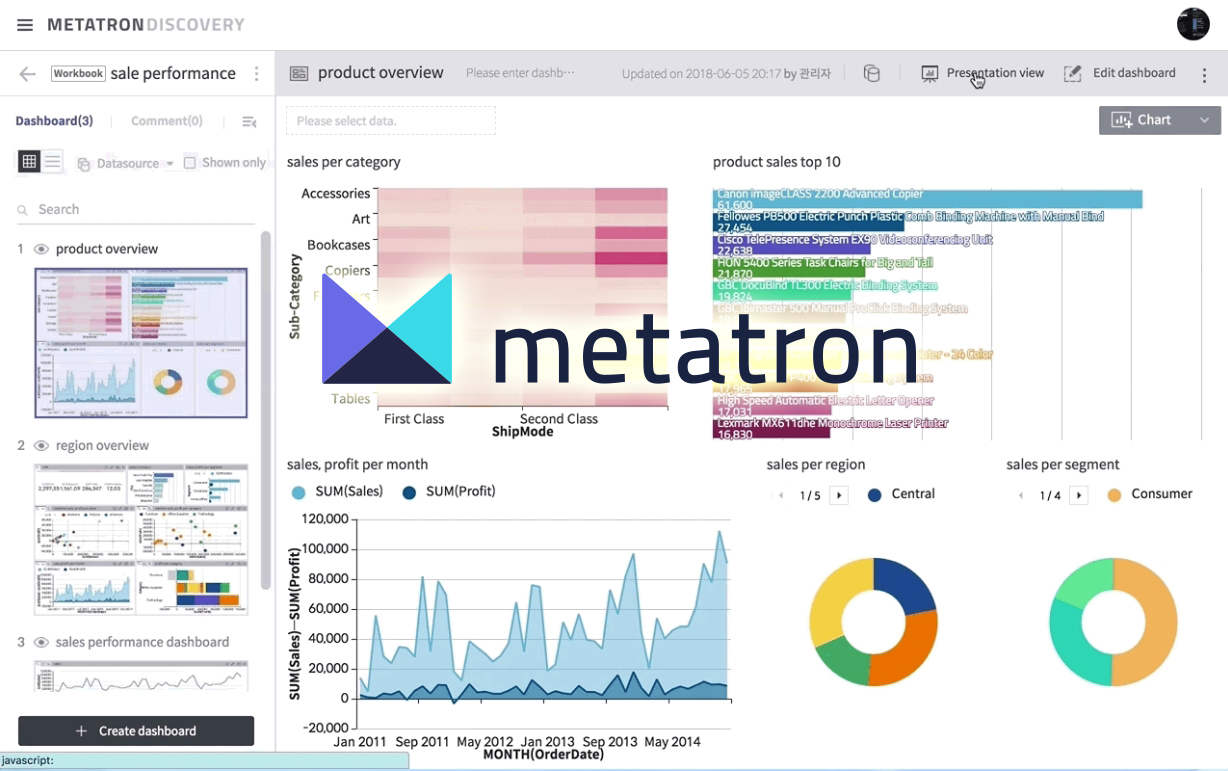 METATRON DISCOVERY
Workbook sale performance
product overview
Please enter dashb···
Updated on 2018-06-05 20:17 by 관리자
Presentation view
Edit dashboard
Dashboard(3)
Comment(0)
Please select data.
Chart
Datasource
Shown only
Search
1 product overview
2 region overview
3 sales performance dashboard
+ Create dashboard
javascript:
sales per category
Sub-Category
Accessories
Art
Bookcases
Copiers
Tables
First Class
Second Class
ShipMode
metatron
product sales top 10
Canon imageCLASS 2200 Advanced Copier
61,600
Fellowes PB500 Electric Punch Plastic Comb Binding Machine with Manual Bind
27,454
Cisco TelePresence System EX90 Videoconferencing Unit
22,638
HON 5400 Series Task Chairs for Big and Tall
21,870
GBC DocuBind TL300 Electric Binding System
19,824
GBC Ibimaster 500 Manual ProClick Binding System
- 24 Color
High Speed Automatic Electric Letter Opener
17,031
Lexmark MX611dhe Monochrome Laser Printer
16,830
sales, profit per month
SUM(Sales)
SUM(Profit)
SUM(Sales)—SUM(Profit)
120,000
100,000
80,000
60,000
40,000
20,000
0
-20,000
Jan 2011 Sep 2011 May 2012 Jan 2013 Sep 2013 May 2014
MONTH(OrderDate)
sales per region
1 / 5
Central
sales per segment
1 / 4
Consumer